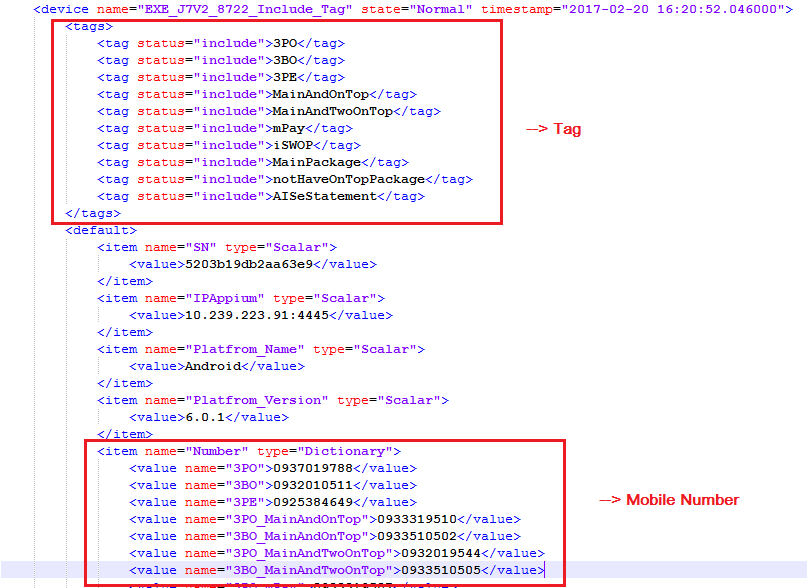 <device name="EXE_J7V2_8722_Include_Tag" state="Normal" timestamp="2017-02-20 16:20:52.046000">
<tags>
<tag status="include">3PO</tag>
<tag status="include">3BO</tag>
<tag status="include">3PE</tag>
<tag status="include">MainAndOnTop</tag>
<tag status="include">MainAndTwoOnTop</tag>
--> Tag
<tag status="include">mPay</tag>
<tag status="include">iSWOP</tag>
<tag status="include">MainPackage</tag>
<tag status="include">notHaveOnTopPackage</tag>
<tag status="include">AISeStatement</tag>
</tags>
<default>
<item name="SN" type="Scalar">
<value>5203b19db2aa63e9</value>
</item>
<item name="IPAppium" type="Scalar">
<value>10.239.223.91:4445</value>
</item>
<item name="Platfrom_Name" type="Scalar">
<value>Android</value>
</item>
<item name="Platfrom_Version" type="Scalar">
<value>6.0.1</value>
</item>
<item name="Number" type="Dictionary">
<value name="3PO">0937019788</value>
<value name="3BO">0932010511</value>
<value name="3PE">0925384649</value>
--> Mobile Number
<value name="3PO_MainAndOnTop">0933319510</value>
<value name="3BO_MainAndOnTop">0933510502</value>
<value name="3PO_MainAndTwoOnTop">0932019544</value>
<value name="3BO_MainAndTwoOnTop">0933510505</value>